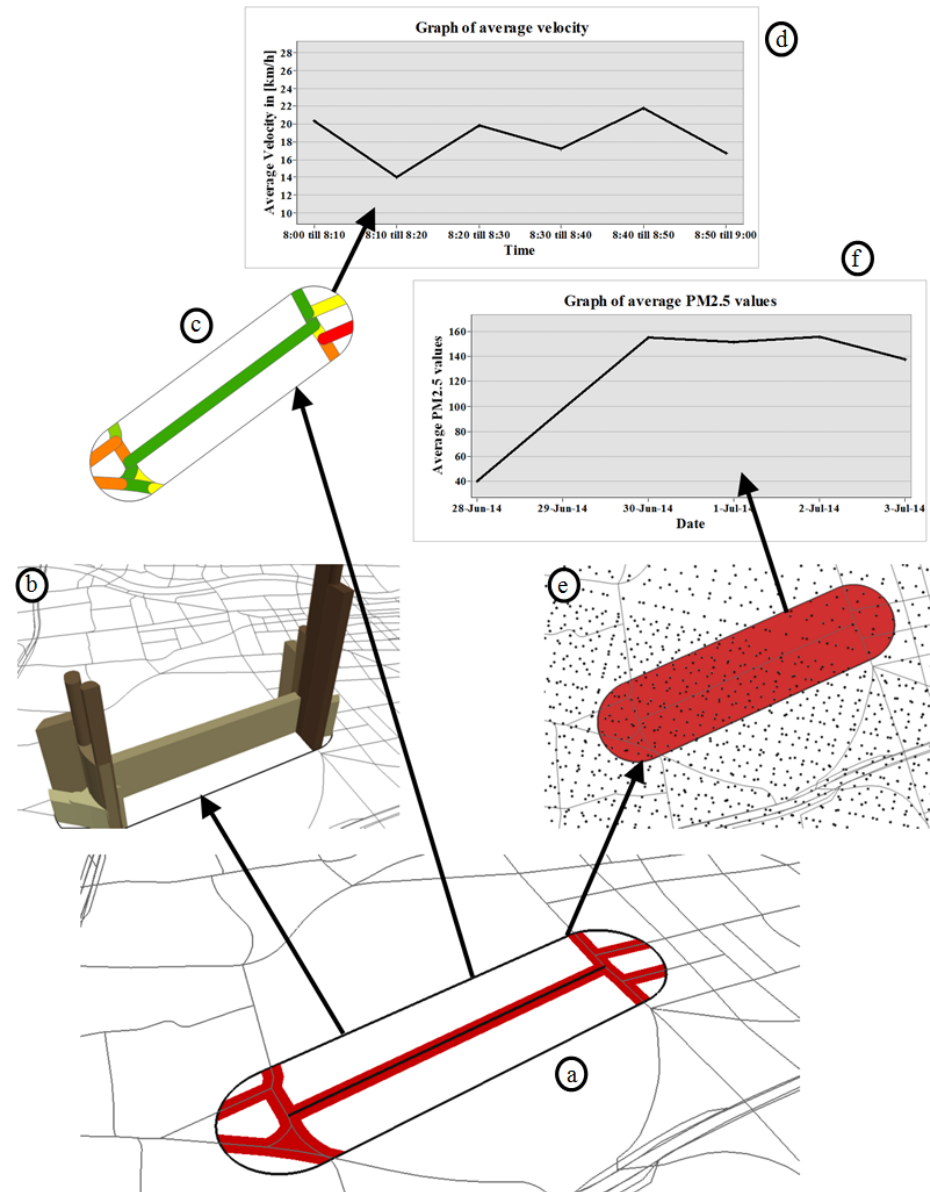 Graph of average velocity
d
Average Velocity in [km/h]
28
26
24
22
20
18
16
14
12
10
8:00 till 8:10 8:10 till 8:20 8:20 till 8:30 8:30 till 8:40 8:40 till 8:50 8:50 till 9:00
Time
f
Graph of average PM2.5 values
c
Average PM2.5 values
160
140
120
100
80
60
40
28-Jun-14 29-Jun-14 30-Jun-14 1-Jul-14 2-Jul-14 3-Jul-14
Date
b
e
a